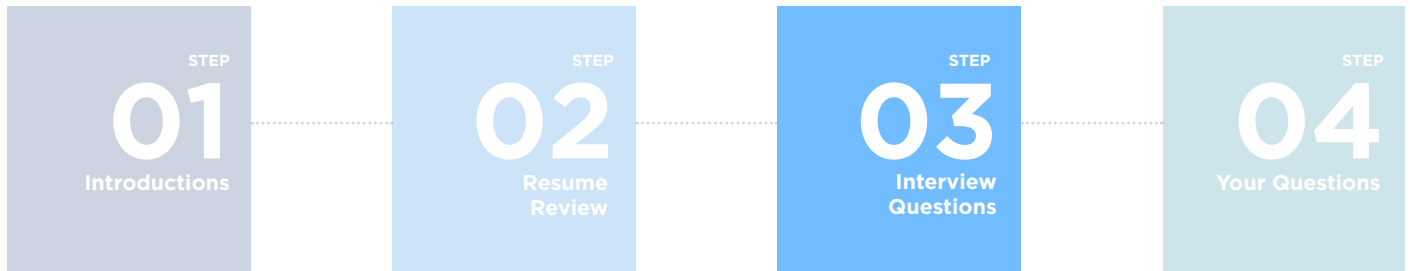 STEP
01
Introductions
STEP
02
Resume
Review
STEP
03
Interview
Questions
STEP
04
Your Questions